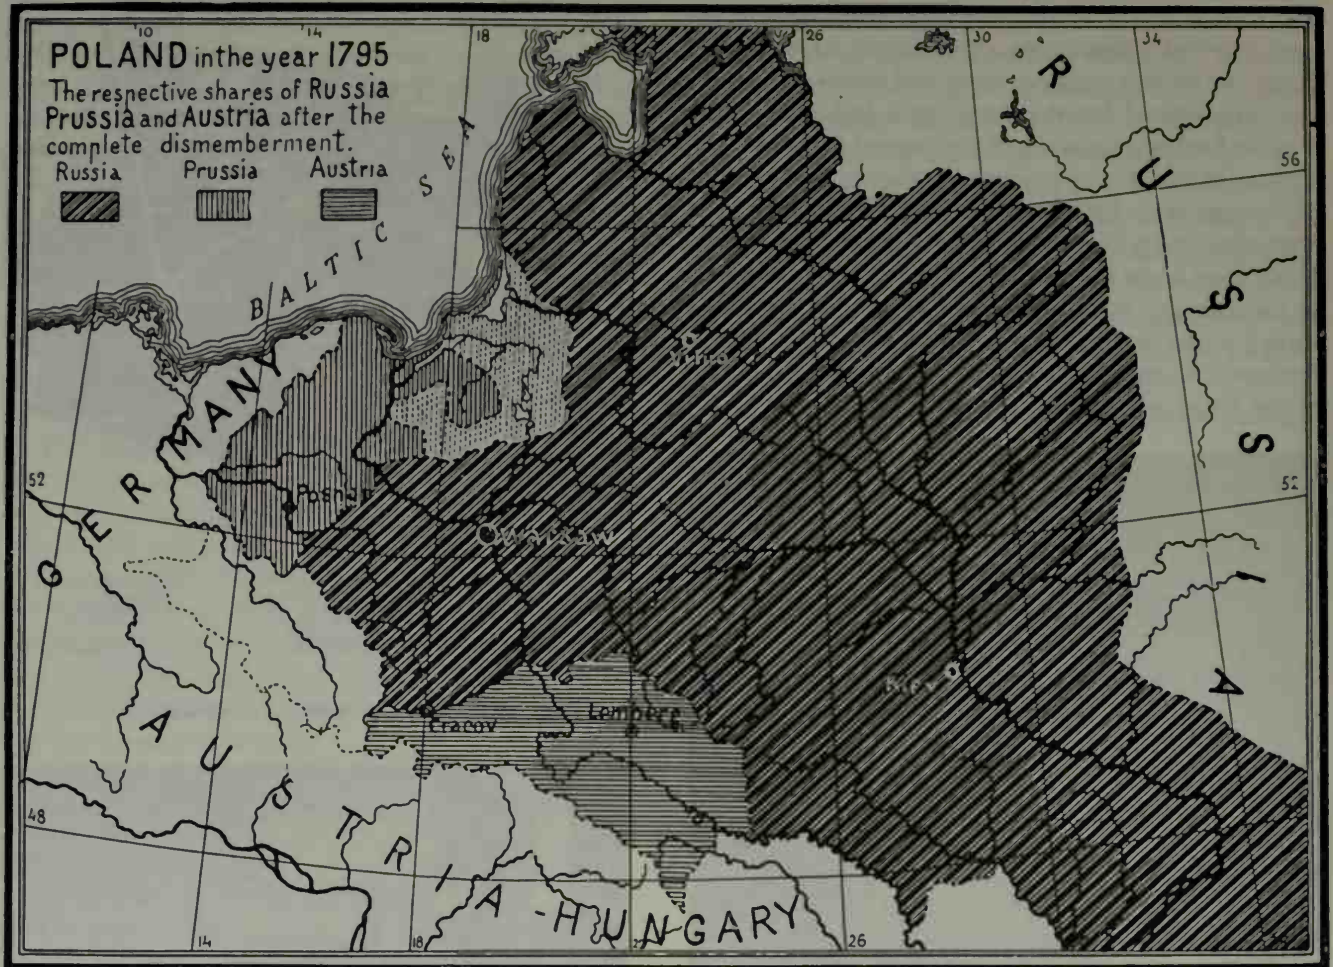 POLAND in the year 1795
The respective shares of Russia
Prussia and Austria after the
complete dismemberment.
Russia Prussia Austria
10 14 18 26 30 34
BALTIC SEA
RUSSIA
56
GERMANY
52
52
Posna
Warsaw
Kiev
Cracov
Lemberg
AUSTRIA-HUNGARY
48
14 18 26